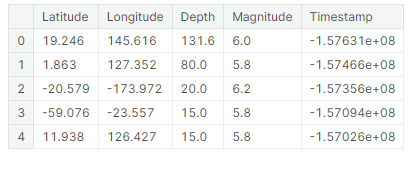 Latitude Longitude Depth Magnitude Timestamp
0 19.246 145.616 131.6 6.0 -1.57631e+08
1 1.863 127.352 80.0 5.8 -1.57466e+08
2 -20.579 -173.972 20.0 6.2 -1.57356e+08
3 -59.076 -23.557 15.0 5.8 -1.57094e+08
4 11.938 126.427 15.0 5.8 -1.57026e+08